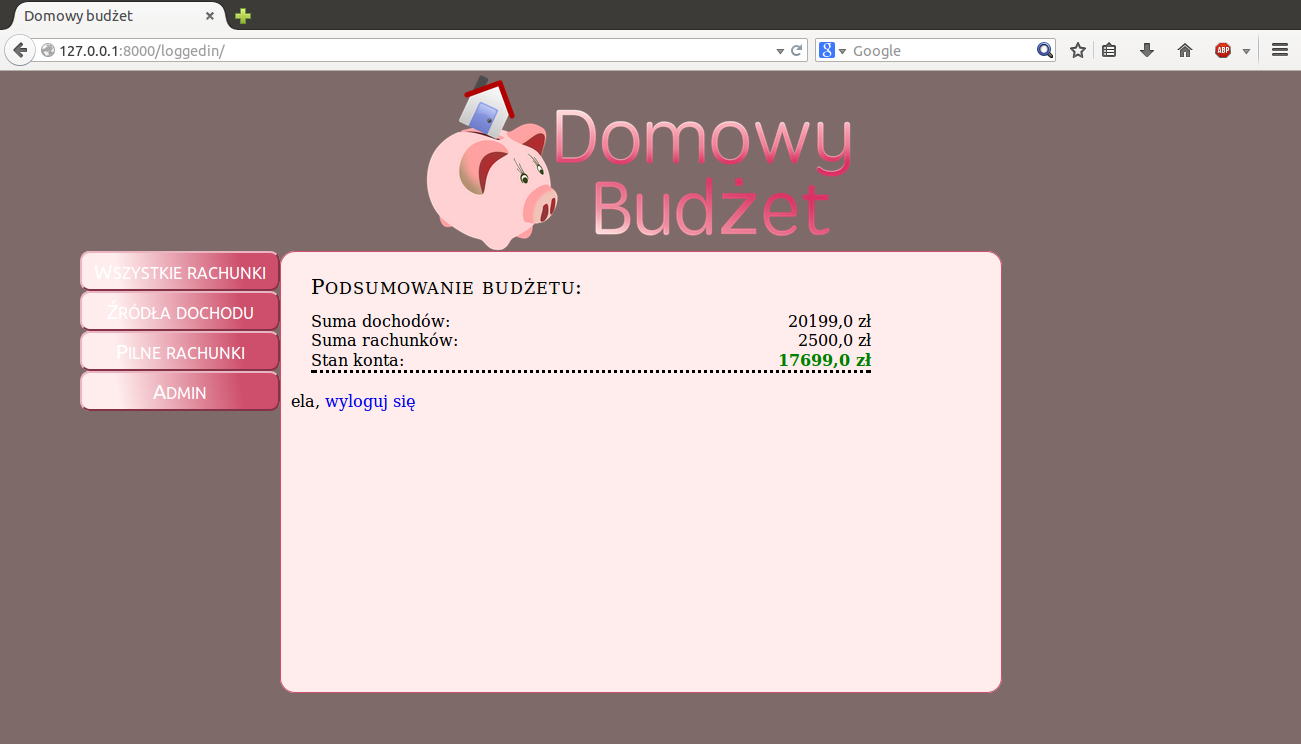 Domowy budżet
127.0.0.1:8000/loggedin/
8 Google
ABP
Domowy
Budżet
Wszystkie rachunki
Źródła dochodu
Pilne rachunki
Admin
Podsumowanie budżetu:
Suma dochodów: 20199,0 zł
Suma rachunków: 2500,0 zł
Stan konta: 17699,0 zł
ela, wyloguj się